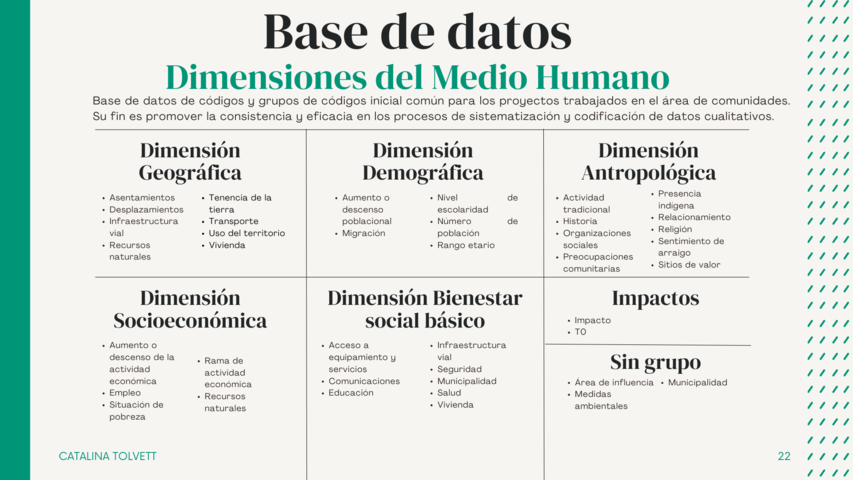 Base de datos
Dimensiones del Medio Humano
Base de datos de códigos y grupos de códigos inicial común para los proyectos trabajados en el área de comunidades.
Su fin es promover la consistencia y eficacia en los procesos de sistematización y codificación de datos cualitativos.
Dimensión
Geográfica
• Asentamientos
• Desplazamientos
• Infraestructura
vial
• Recursos
naturales
• Tenencia de la
tierra
• Transporte
• Uso del territorio
• Vivienda
Dimensión
Demográfica
• Aumento o
descenso
poblacional
• Migración
• Nivel de
escolaridad
• Número de
población
• Rango etario
Dimensión
Antropológica
• Actividad
tradicional
• Historia
• Organizaciones
sociales
• Preocupaciones
comunitarias
• Presencia
indígena
• Relacionamiento
• Religión
• Sentimiento de
arraigo
• Sitios de valor
Dimensión
Socioeconómica
• Aumento o
descenso de la
actividad
económica
• Empleo
• Situación de
pobreza
• Rama de
actividad
económica
• Recursos
naturales
Dimensión Bienestar
social básico
• Acceso a
equipamiento y
servicios
• Comunicaciones
• Educación
• Infraestructura
vial
• Seguridad
• Municipalidad
• Salud
• Vivienda
Impactos
• Impacto
• TO
Sin grupo
• Área de influencia
• Medidas
ambientales
• Municipalidad
CATALINA TOLVETT
22